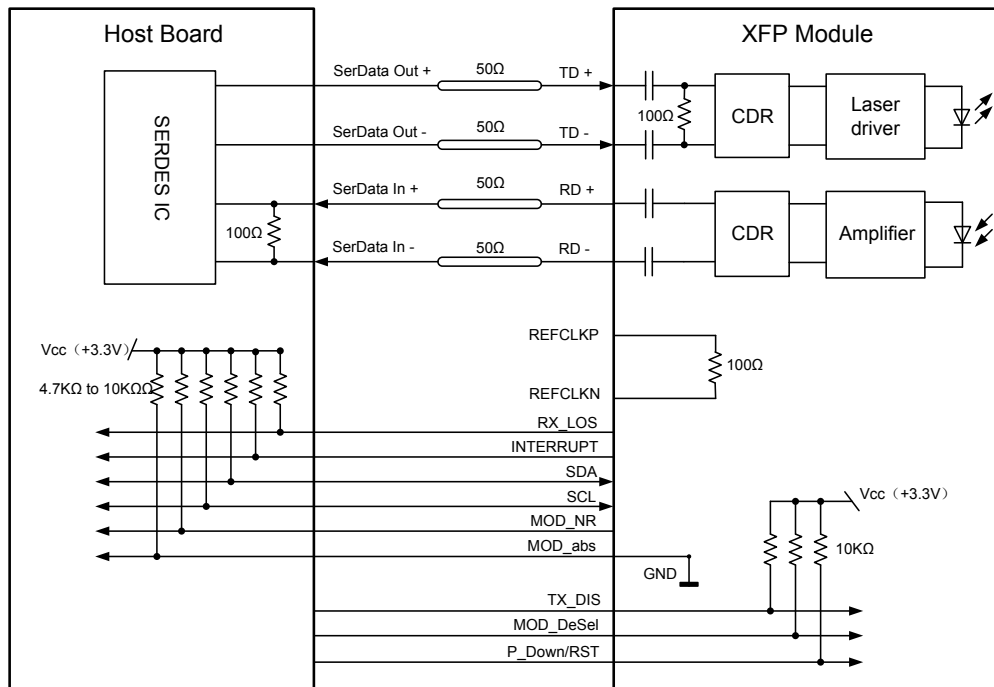 Host Board
XFP Module
SERDES IC
SerData Out +
50Ω
TD +
SerData Out -
50Ω
TD -
100Ω
CDR
Laser
driver
SerData In +
50Ω
RD +
100Ω
SerData In -
50Ω
RD -
CDR
Amplifier
REFCLKP
100Ω
REFCLKN
Vcc（+3.3V）
4.7KΩ to 10KΩΩ
RX_LOS
INTERRUPT
SDA
SCL
MOD_NR
MOD_abs
GND
Vcc（+3.3V）
10KΩ
TX_DIS
MOD_DeSel
P_Down/RST